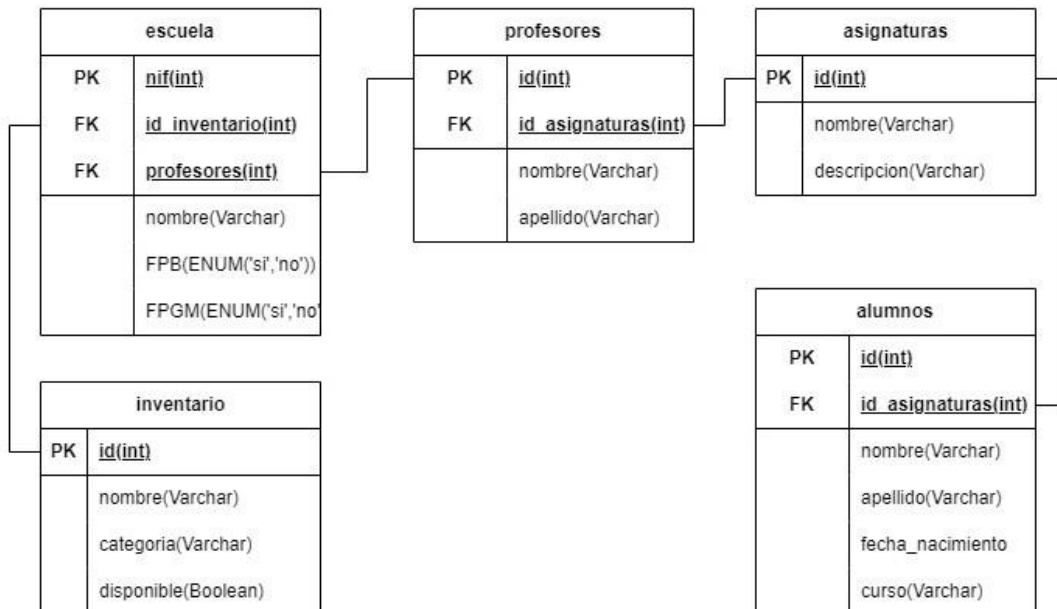 escuela
PK nif(int)
FK id_inventario(int)
FK profesores(int)
nombre(Varchar)
FPB(ENUM('si','no'))
FPGM(ENUM('si','no'
profesores
PK id(int)
FK id_asignaturas(int)
nombre(Varchar)
apellido(Varchar)
asignaturas
PK id(int)
nombre(Varchar)
descripcion(Varchar)
inventario
PK id(int)
nombre(Varchar)
categoria(Varchar)
disponible(Boolean)
alumnos
PK id(int)
FK id_asignaturas(int)
nombre(Varchar)
apellido(Varchar)
fecha_nacimiento
curso(Varchar)